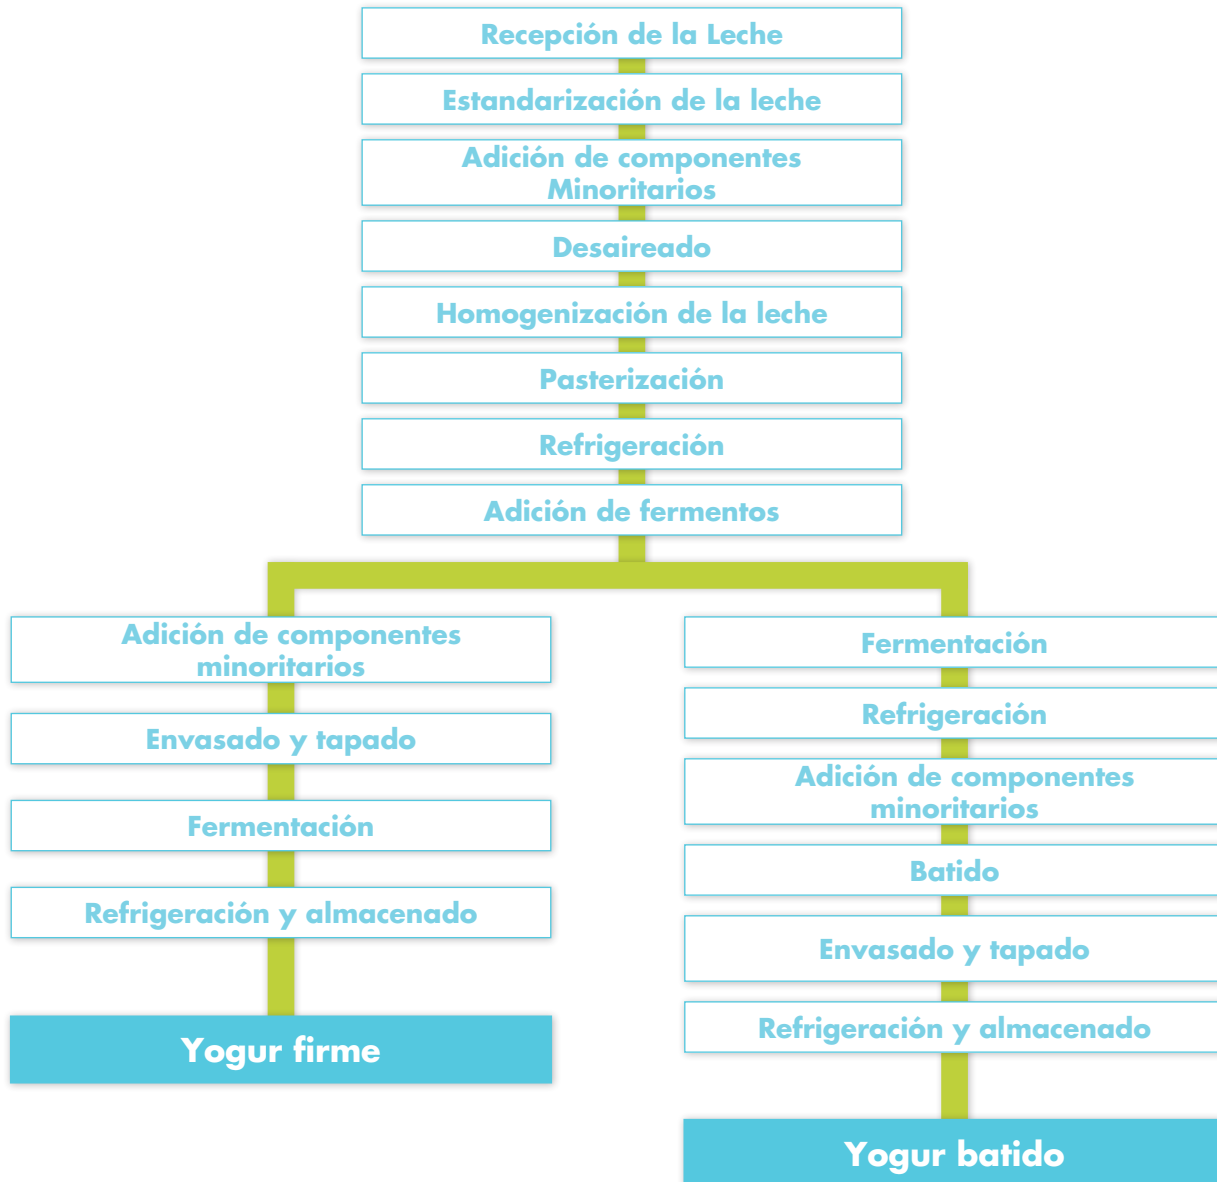 Recepción de la Leche
Estandarización de la leche
Adición de componentes
Minoritarios
Desaireado
Homogenización de la leche
Pasterización
Refrigeración
Adición de fermentos
Adición de componentes
minoritarios
Envasado y tapado
Fermentación
Refrigeración y almacenado
Yogur firme
Fermentación
Refrigeración
Adición de componentes
minoritarios
Batido
Envasado y tapado
Refrigeración y almacenado
Yogur batido